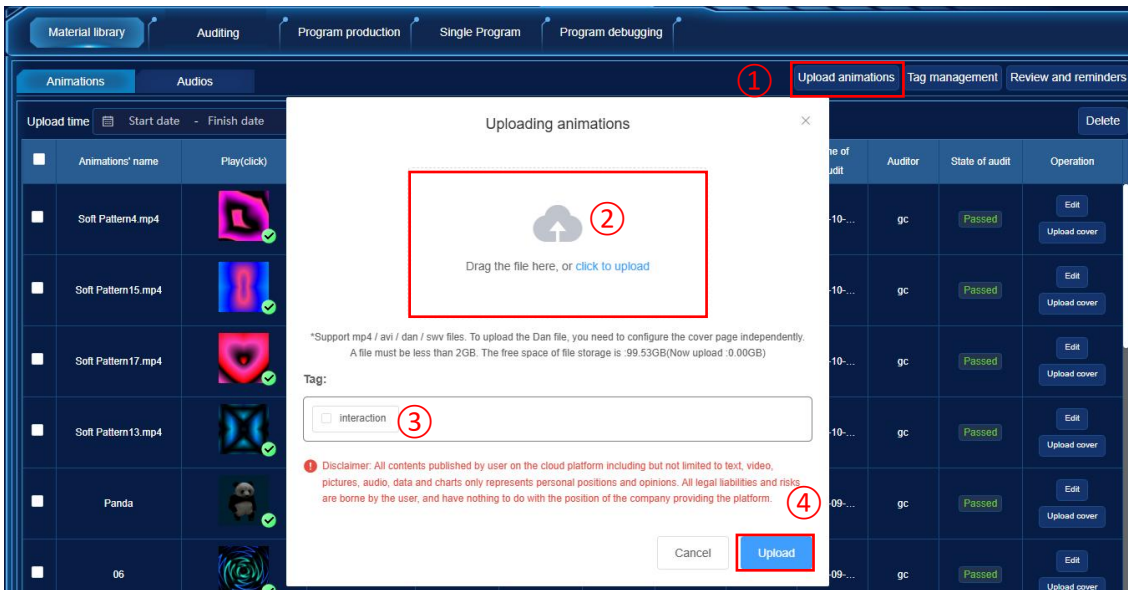 Material library
Auditing
Program production
Single Program
Program debugging
Animations
Audios
①
Upload animations
Tag management
Review and reminders
Upload time
Start date - Finish date
Delete
Animations' name
Play(click)
Auditor
State of audit
Operation
Uploading animations
×
②
Drag the file here, or click to upload
*Support mp4 / avi / dan / swv files. To upload the Dan file, you need to configure the cover page independently.
A file must be less than 2GB. The free space of file storage is :99.53GB(Now upload :0.00GB)
Tag:
interaction
③
Disclaimer: All contents published by user on the cloud platform including but not limited to text, video,
pictures, audio, data and charts only represents personal positions and opinions. All legal liabilities and risks
are borne by the user, and have nothing to do with the position of the company providing the platform.
④
Cancel
Upload
Soft Pattern4.mp4
-10-...
gc
Passed
Edit
Upload cover
Soft Pattern15.mp4
-10-...
gc
Passed
Edit
Upload cover
Soft Pattern17.mp4
-10-...
gc
Passed
Edit
Upload cover
Soft Pattern13.mp4
-10-...
gc
Passed
Edit
Upload cover
Panda
-09-...
gc
Passed
Edit
Upload cover
06
-09-...
gc
Passed
Edit
Upload cover